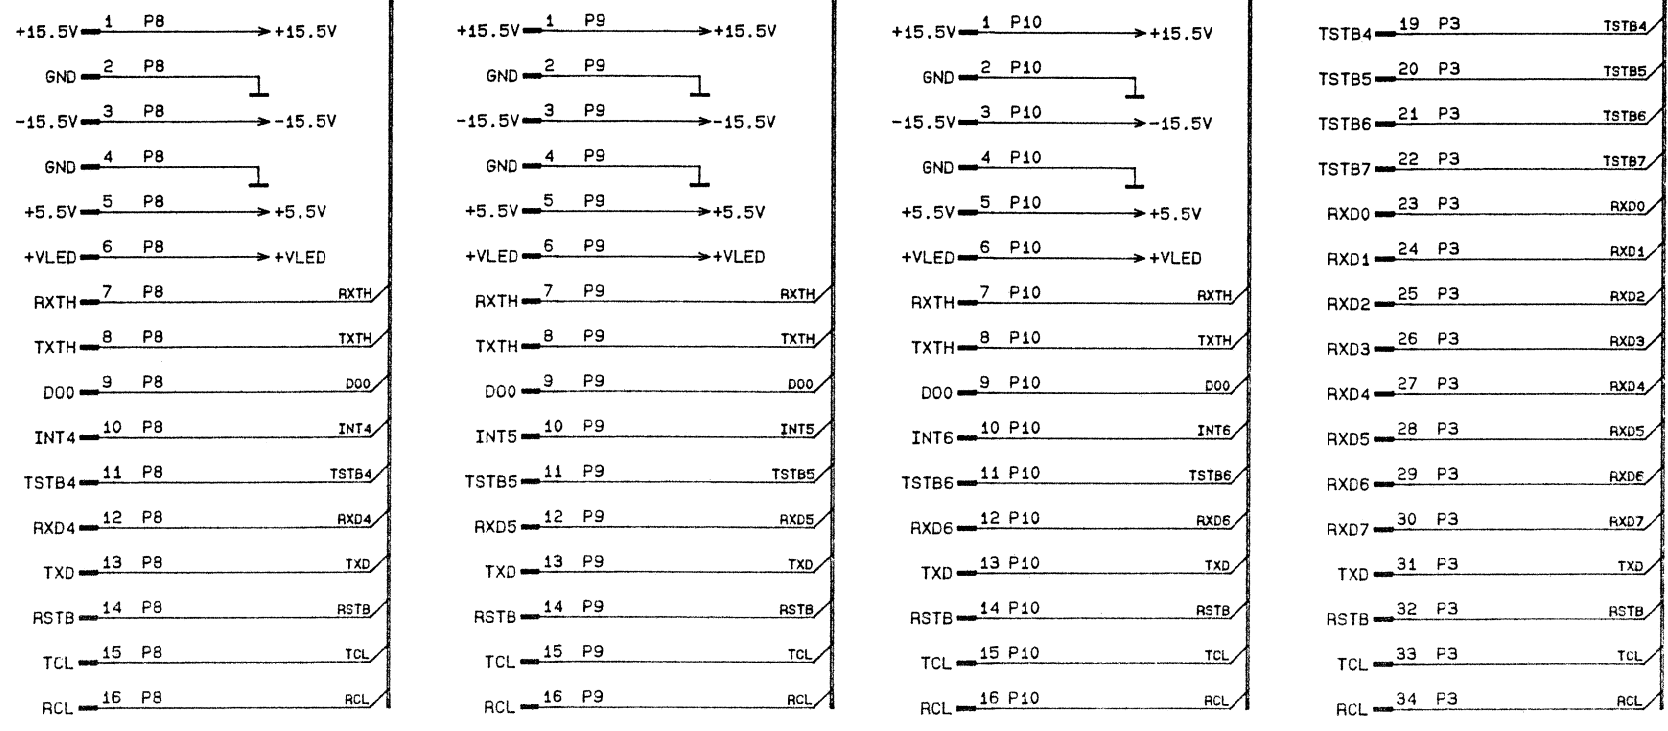 +15.5V 1 P8 +15.5V
GND 2 P8
-15.5V 3 P8 -15.5V
GND 4 P8
+5.5V 5 P8 +5.5V
+VLED 6 P8 +VLED
RXTH 7 P8 RXTH
TXTH 8 P8 TXTH
DO0 9 P8 DO0
INT4 10 P8 INT4
TSTB4 11 P8 TSTB4
RXD4 12 P8 RXD4
TXD 13 P8 TXD
RSTB 14 P8 RSTB
TCL 15 P8 TCL
RCL 16 P8 RCL
+15.5V 1 P9 +15.5V
GND 2 P9
-15.5V 3 P9 -15.5V
GND 4 P9
+5.5V 5 P9 +5.5V
+VLED 6 P9 +VLED
RXTH 7 P9 RXTH
TXTH 8 P9 TXTH
DO0 9 P9 DO0
INT5 10 P9 INT5
TSTB5 11 P9 TSTB5
RXD5 12 P9 RXD5
TXD 13 P9 TXD
RSTB 14 P9 RSTB
TCL 15 P9 TCL
RCL 16 P9 RCL
+15.5V 1 P10 +15.5V
GND 2 P10
-15.5V 3 P10 -15.5V
GND 4 P10
+5.5V 5 P10 +5.5V
+VLED 6 P10 +VLED
RXTH 7 P10 RXTH
TXTH 8 P10 TXTH
DO0 9 P10 DO0
INT6 10 P10 INT6
TSTB6 11 P10 TSTB6
RXD6 12 P10 RXD6
TXD 13 P10 TXD
RSTB 14 P10 RSTB
TCL 15 P10 TCL
RCL 16 P10 RCL
TSTB4 19 P3 TSTB4
TSTB5 20 P3 TSTB5
TSTB6 21 P3 TSTB6
TSTB7 22 P3 TSTB7
RXD0 23 P3 RXD0
RXD1 24 P3 RXD1
RXD2 25 P3 RXD2
RXD3 26 P3 RXD3
RXD4 27 P3 RXD4
RXD5 28 P3 RXD5
RXD6 29 P3 RXD6
RXD7 30 P3 RXD7
TXD 31 P3 TXD
RSTB 32 P3 RSTB
TCL 33 P3 TCL
RCL 34 P3 RCL